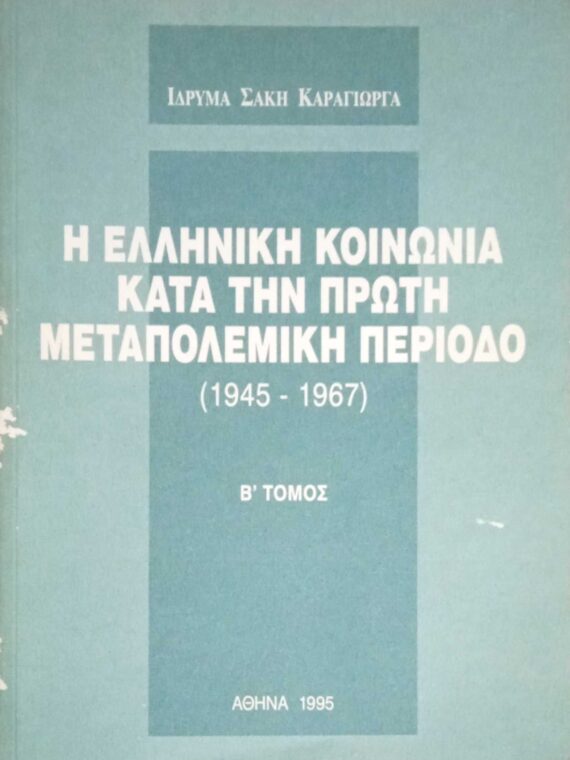 ΙΔΡΥΜΑ ΣΑΚΗ ΚΑΡΑΓΙΩΡΓΑ
Η ΕΛΛΗΝΙΚΗ ΚΟΙΝΩΝΙΑ
ΚΑΤΑ ΤΗΝ ΠΡΩΤΗ
ΜΕΤΑΠΟΛΕΜΙΚΗ ΠΕΡΙΟΔΟ
(1945 - 1967)
Β' ΤΟΜΟΣ
ΑΘΗΝΑ 1995